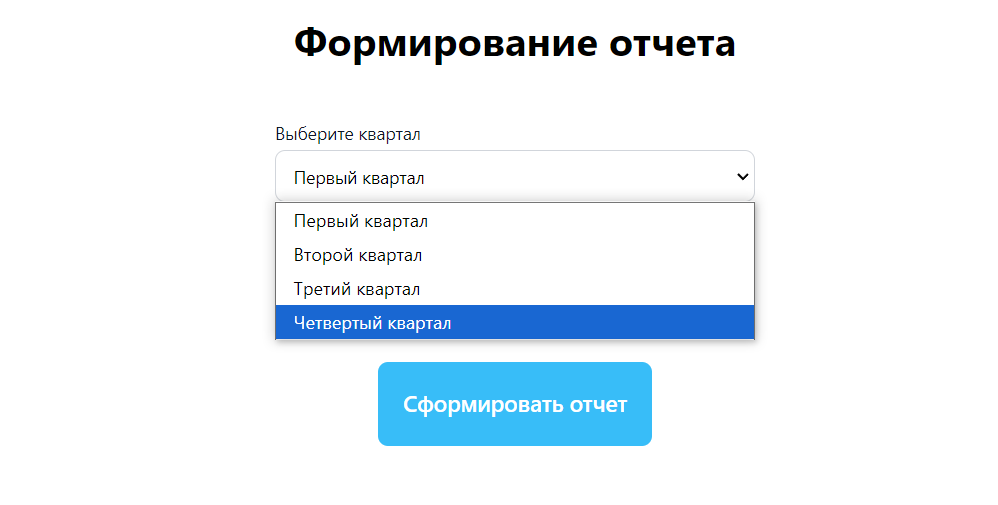 Формирование отчета
Выберите квартал
Первый квартал
Первый квартал
Второй квартал
Третий квартал
Четвертый квартал
Сформировать отчет